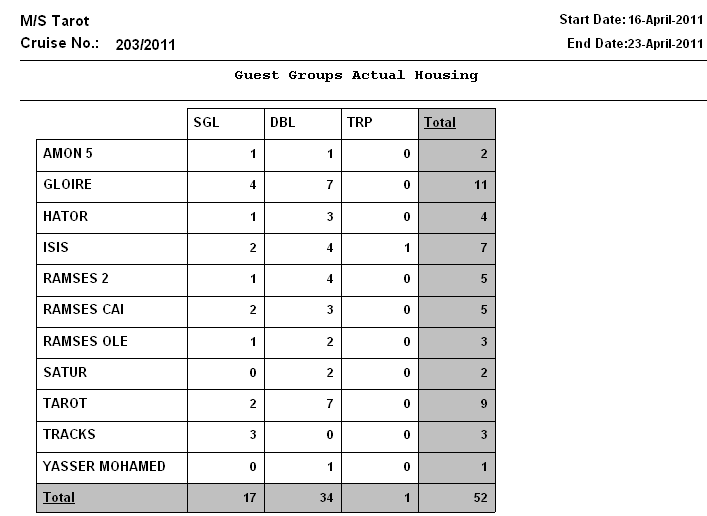 M/S Tarot Start Date: 16-April-2011
Cruise No.: 203/2011 End Date:23-April-2011
Guest Groups Actual Housing
SGL DBL TRP Total
AMON 5 1 1 0 2
GLOIRE 4 7 0 11
HATOR 1 3 0 4
ISIS 2 4 1 7
RAMSES 2 1 4 0 5
RAMSES CAI 2 3 0 5
RAMSES OLE 1 2 0 3
SATUR 0 2 0 2
TAROT 2 7 0 9
TRACKS 3 0 0 3
YASSER MOHAMED 0 1 0 1
Total 17 34 1 52